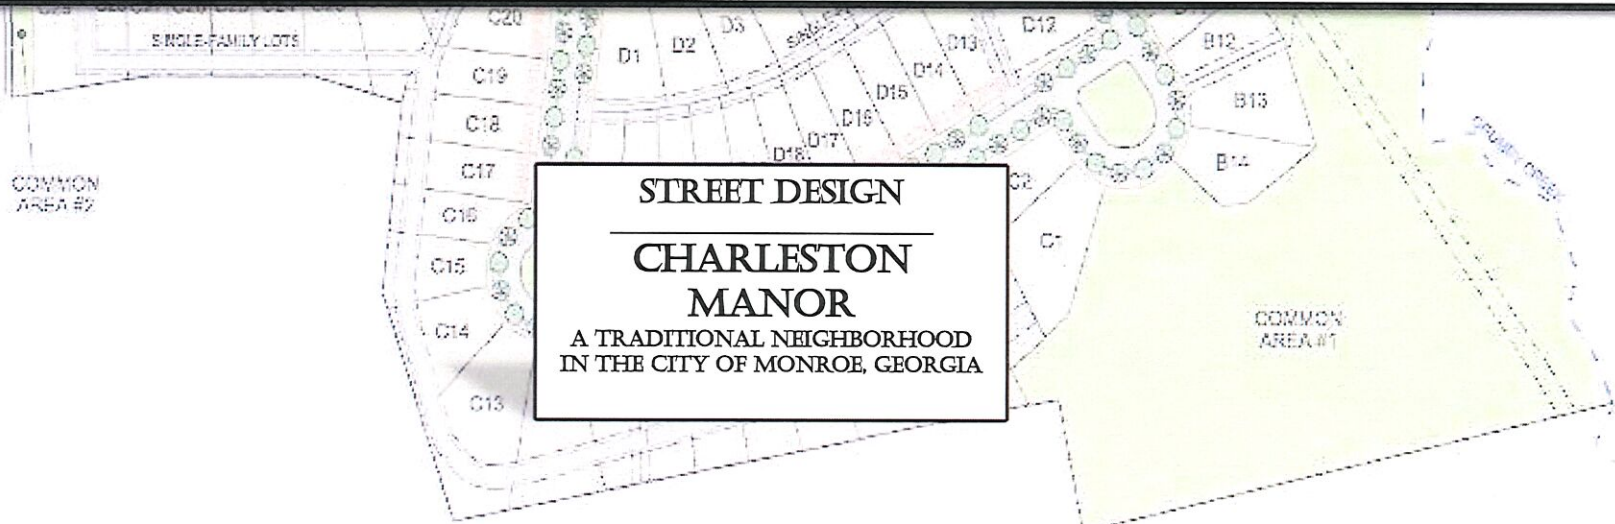 C20
SINGLE-FAMILY LOTS
D1
D2
D3
D12
D13
B12
C19
D14
D15
B13
C18
D16
D17
D18
C17
B14
COMMON
AREA #2
C2
C16
C15
C1
C14
COMMON
AREA #1
C13
STREET DESIGN
CHARLESTON
MANOR
A TRADITIONAL NEIGHBORHOOD
IN THE CITY OF MONROE, GEORGIA